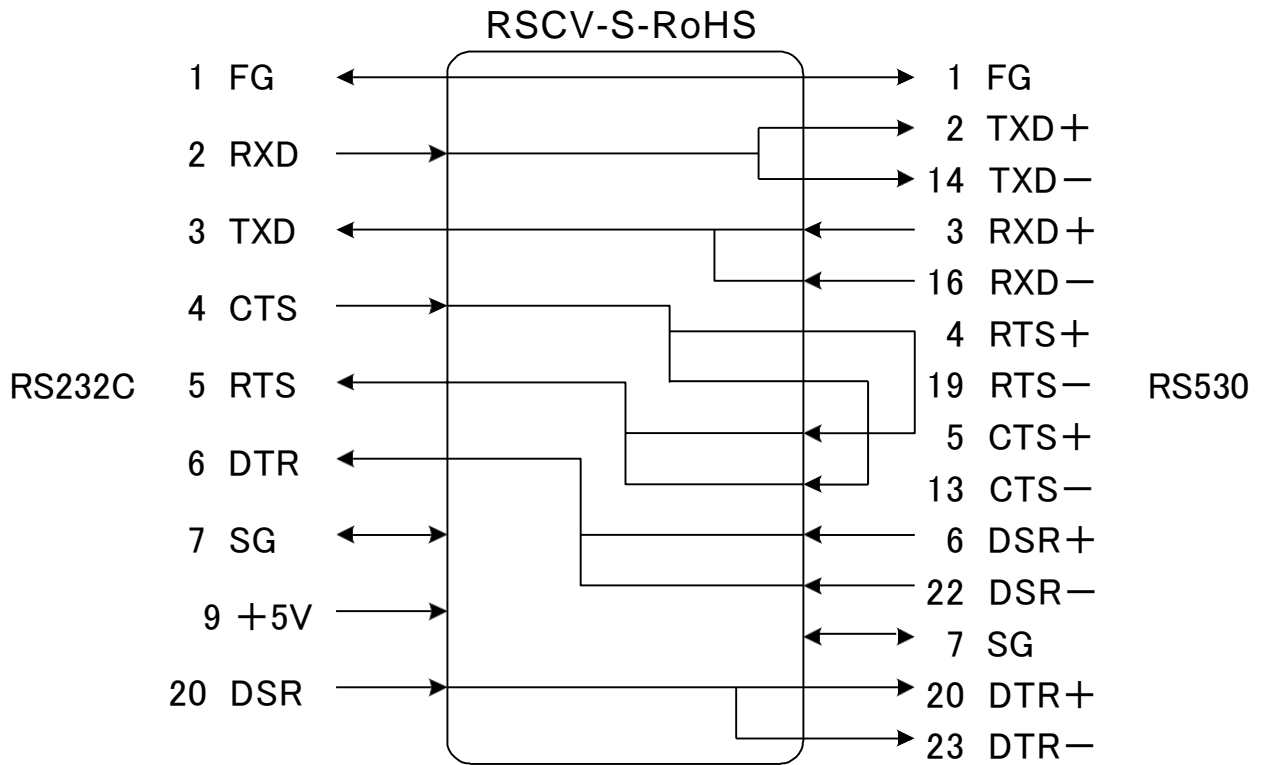 RSCV-S-RoHS
1 FG
2 RXD
3 TXD
4 CTS
5 RTS
6 DTR
7 SG
9 +5V
20 DSR
RS232C
1 FG
2 TXD+
14 TXD−
3 RXD+
16 RXD−
4 RTS+
19 RTS−
5 CTS+
13 CTS−
6 DSR+
22 DSR−
7 SG
20 DTR+
23 DTR−
RS530